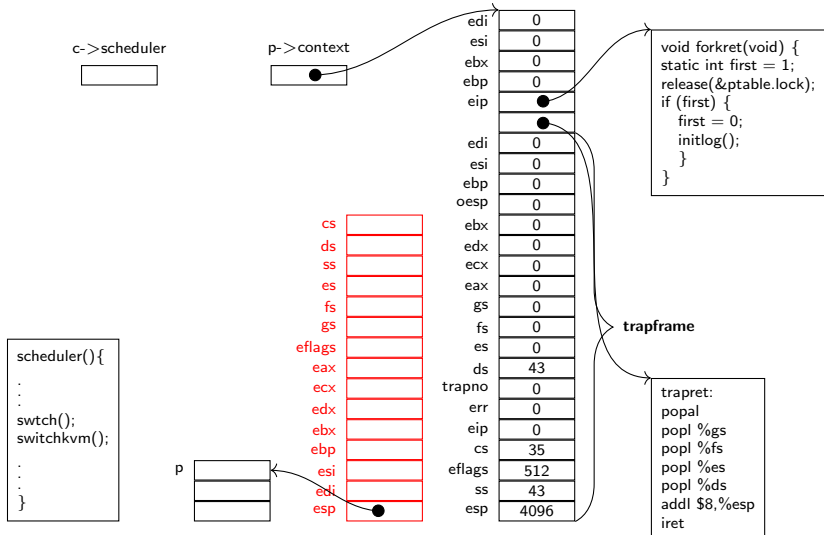 c->scheduler
p->context
edi 0
esi 0
ebx 0
ebp 0
eip
edi 0
esi 0
ebp 0
oesp 0
ebx 0
edx 0
ecx 0
eax 0
gs 0
fs 0
es 0
ds 43
trapno 0
err 0
eip 0
cs 35
eflags 512
ss 43
esp 4096
void forkret(void) {
static int first = 1;
release(&ptable.lock);
if (first) {
first = 0;
initlog();
}
}
cs
ds
ss
es
fs
gs
eflags
eax
ecx
edx
ebx
ebp
esi
edi
esp
trapframe
scheduler(){
.
.
.
swtch();
switchkvm();
.
.
.
}
p
trapret:
popal
popl %gs
popl %fs
popl %es
popl %ds
addl $8,%esp
iret